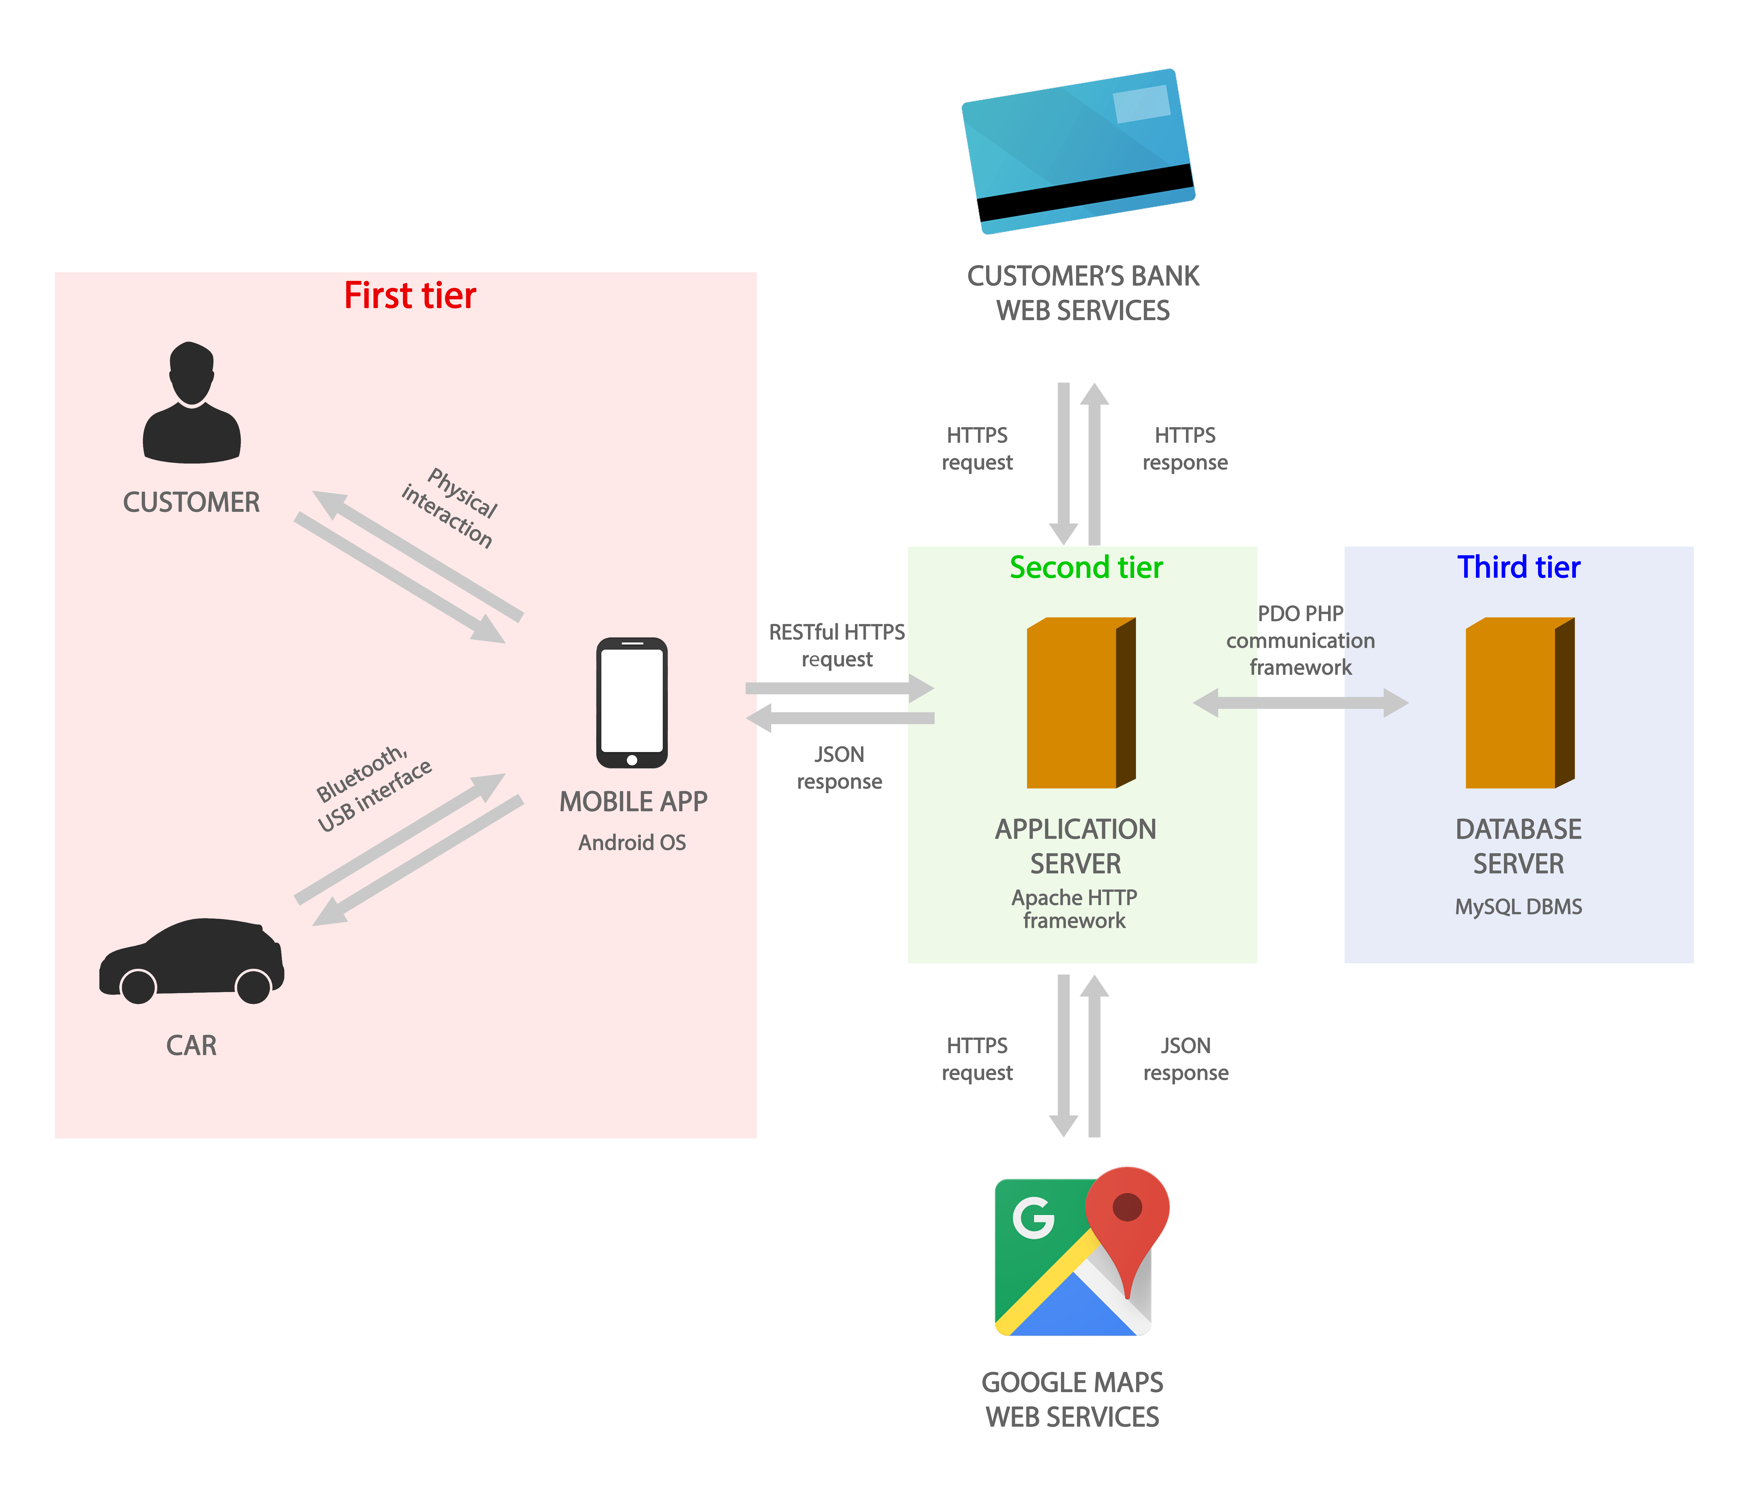 CUSTOMER'S BANK
WEB SERVICES
First tier
CUSTOMER
Physical
interaction
HTTPS
request
HTTPS
response
Second tier
Third tier
RESTful HTTPS
request
PDO PHP
communication
framework
JSON
response
Bluetooth,
USB interface
MOBILE APP
Android OS
APPLICATION
SERVER
Apache HTTP
framework
DATABASE
SERVER
MySQL DBMS
CAR
HTTPS
request
JSON
response
G
GOOGLE MAPS
WEB SERVICES